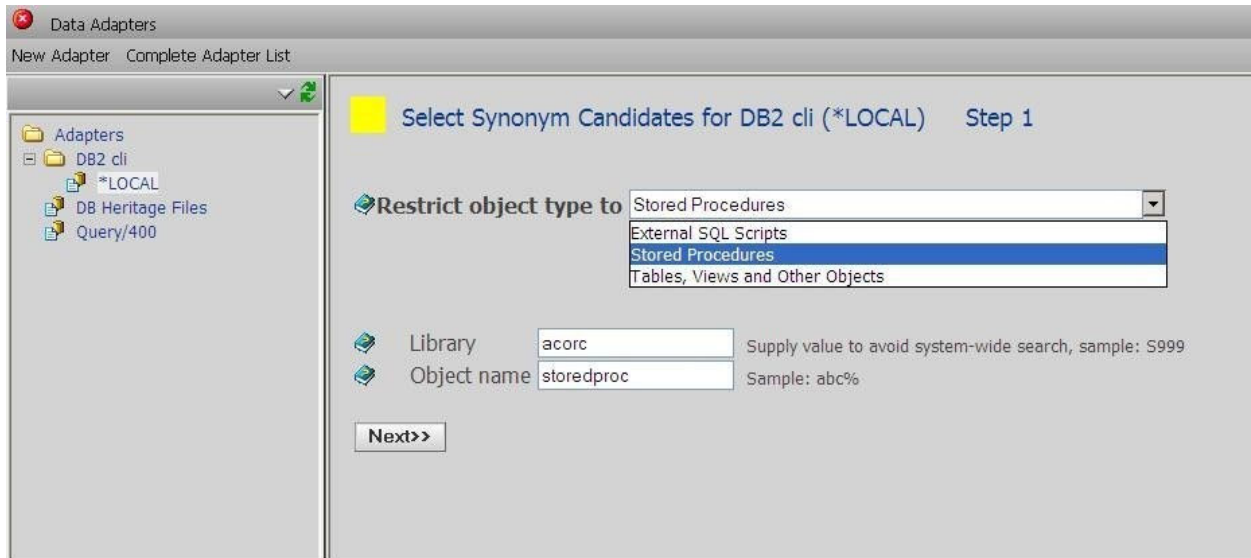 Data Adapters
New Adapter Complete Adapter List
Adapters
DB2 cli
*LOCAL
DB Heritage Files
Query/400
Select Synonym Candidates for DB2 cli (*LOCAL) Step 1
Restrict object type to Stored Procedures
External SQL Scripts
Stored Procedures
Tables, Views and Other Objects
Library acorc Supply value to avoid system-wide search, sample: S999
Object name storedproc Sample: abc%
Next>>